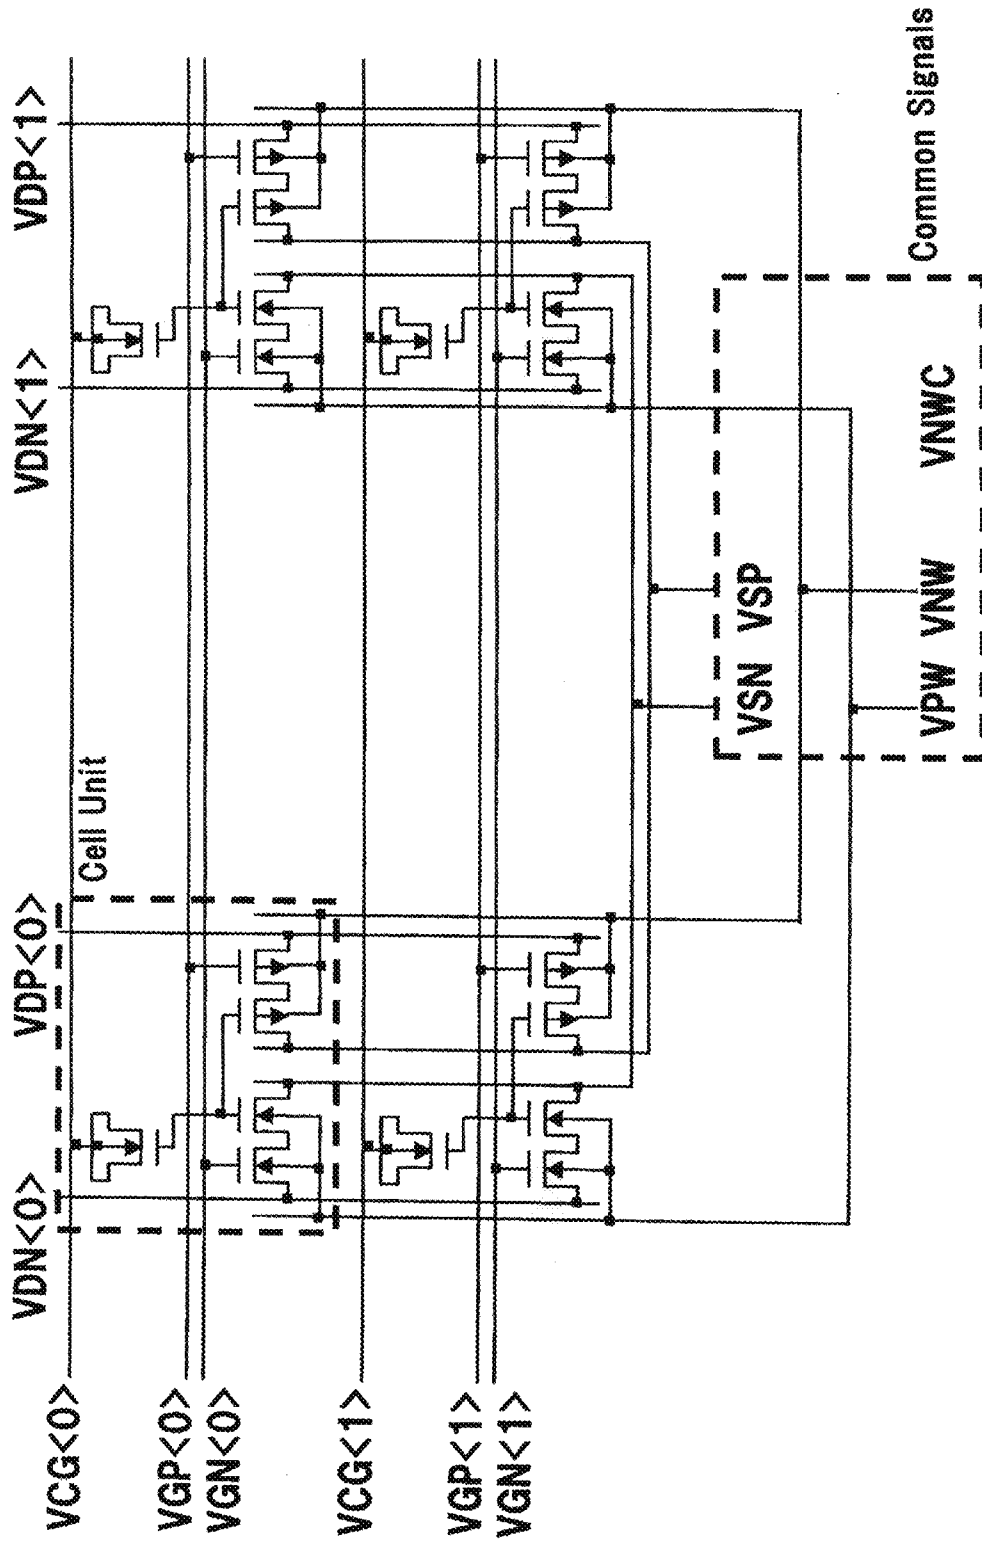 VDN<0>
VDP<0>
VDN<1>
VDP<1>
Cell Unit
VCG<0>
VGP<0>
VGN<0>
VCG<1>
VGP<1>
VGN<1>
VSN VSP
VPW VNW VNWC
Common Signals